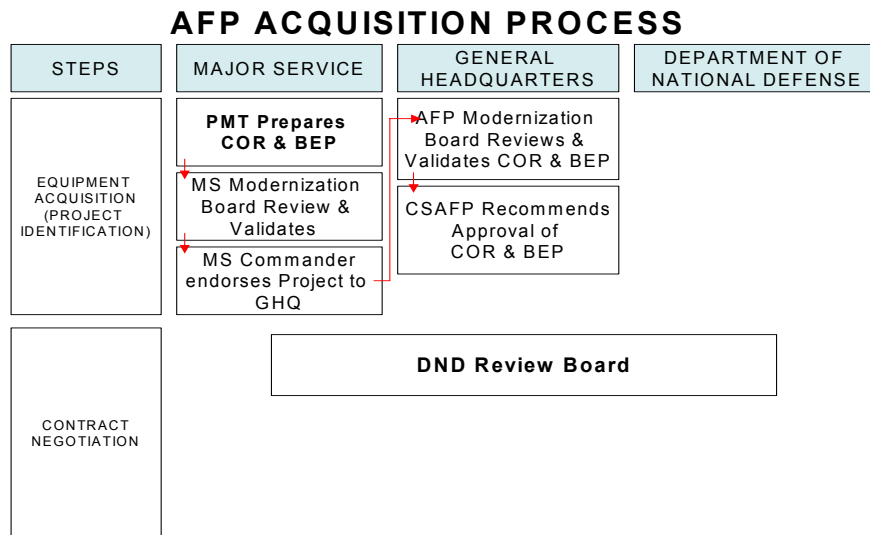 AFP ACQUISITION PROCESS
STEPS
MAJOR SERVICE
GENERAL
HEADQUARTERS
DEPARTMENT OF
NATIONAL DEFENSE
EQUIPMENT
ACQUISITION
(PROJECT
IDENTIFICATION)
PMT Prepares
COR & BEP
MS Modernization
Board Review &
Validates
MS Commander
endorses Project to
GHQ
AFP Modernization
Board Reviews &
Validates COR & BEP
CSAFP Recommends
Approval of
COR & BEP
CONTRACT
NEGOTIATION
DND Review Board